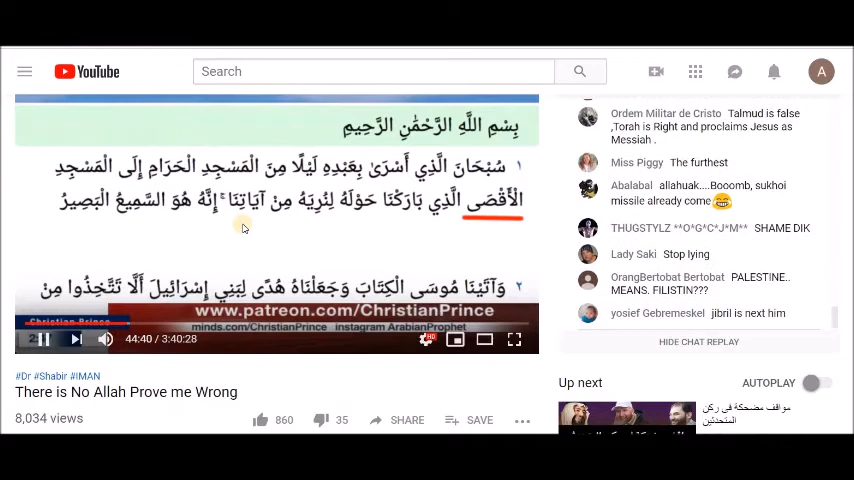 YouTube
Search
A
بِسْمِ اللَّهِ الرَّحْمَٰنِ الرَّحِيمِ
١ سُبْحَانَ الَّذِي أَسْرَىٰ بِعَبْدِهِ لَيْلًا مِنَ الْمَسْجِدِ الْحَرَامِ إِلَى الْمَسْجِدِ
الْأَقْصَى الَّذِي بَارَكْنَا حَوْلَهُ لِنُرِيَهُ مِنْ آيَاتِنَا ۚ إِنَّهُ هُوَ السَّمِيعُ الْبَصِيرُ
٢ وَآتَيْنَا مُوسَى الْكِتَابَ وَجَعَلْنَاهُ هُدًى لِبَنِي إِسْرَائِيلَ أَلَّا تَتَّخِذُوا مِنْ
www.patreon.com/ChristianPrince
Christian Prince
minds.com/ChristianPrince instagram ArabianProphet
44:40 / 3:40:28
HD
#Dr #Shabir #IMAN
There is No Allah Prove me Wrong
8,034 views
860
35
SHARE
SAVE
Ordem Militar de Cristo Talmud is false
,Torah is Right and proclaims Jesus as
Messiah .
Miss Piggy The furthest
Abalabal allahuak....Booomb, sukhoi
missile already come
THUGSTYLZ **O*G*C*J*M** SHAME DIK
Lady Saki Stop lying
OrangBertobat Bertobat PALESTINE..
MEANS. FILISTIN???
yosief Gebremeskel jibril is next him
HIDE CHAT REPLAY
Up next
AUTOPLAY
مواقف مضحكة في ركن
المتحدثين